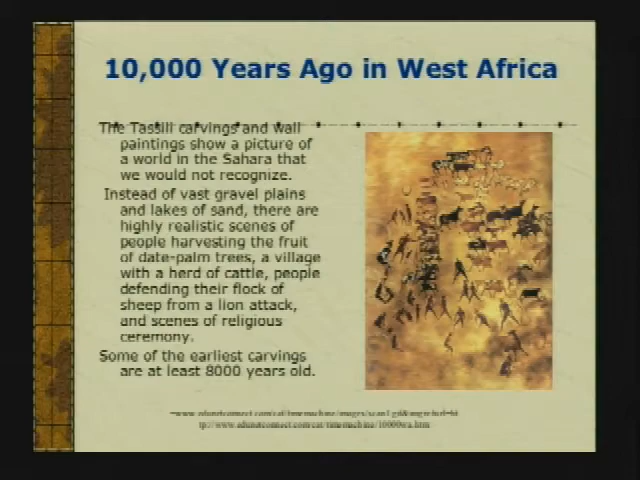 10,000 Years Ago in West Africa
The Tassili carvings and wall
paintings show a picture of
a world in the Sahara that
we would not recognize.
Instead of vast gravel plains
and lakes of sand, there are
highly realistic scenes of
people harvesting the fruit
of date-palm trees, a village
with a herd of cattle, people
defending their flock of
sheep from a lion attack,
and scenes of religious
ceremony.
Some of the earliest carvings
are at least 8000 years old.